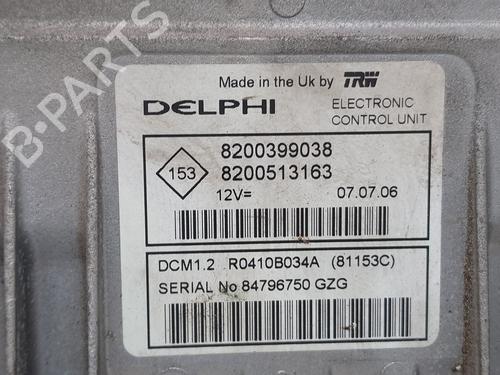 B-PARTS
Made in the Uk by TRW
DELPHI
ELECTRONIC
CONTROL UNIT
153
8200399038
8200513163
12V=
07.07.06
DCM1.2 R0410B034A (81153C)
SERIAL No 84796750 GZG